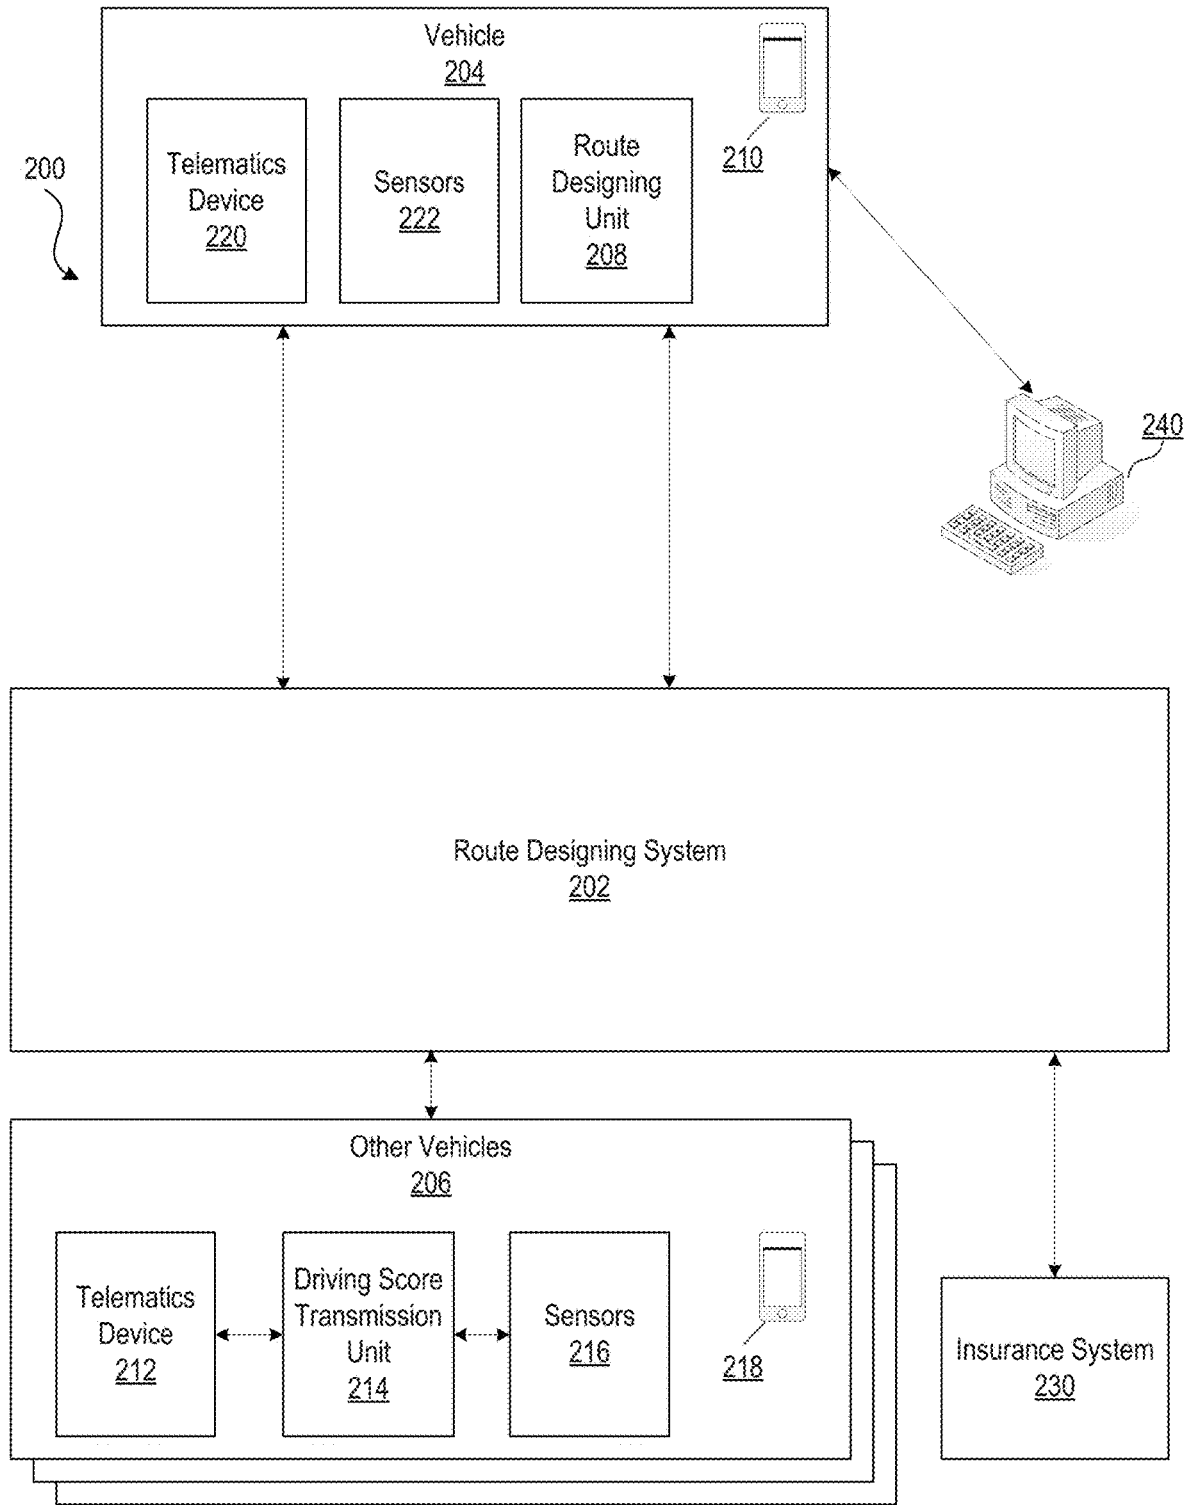 Vehicle
204
200
Telematics
Device
220
Sensors
222
Route
Designing
Unit
208
210
240
Route Designing System
202
Other Vehicles
206
Telematics
Device
212
Driving Score
Transmission
Unit
214
Sensors
216
218
Insurance System
230